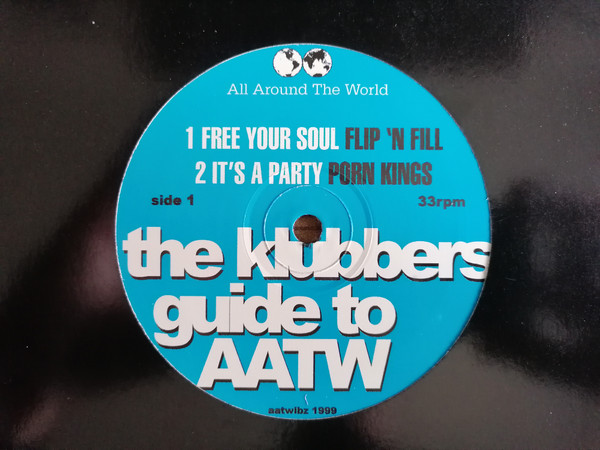 All Around The World
1 FREE YOUR SOUL FLIP 'N FILL
2 IT'S A PARTY PORN KINGS
side 1 33rpm
the klubbers
guide to
AATW
aatwibz 1999